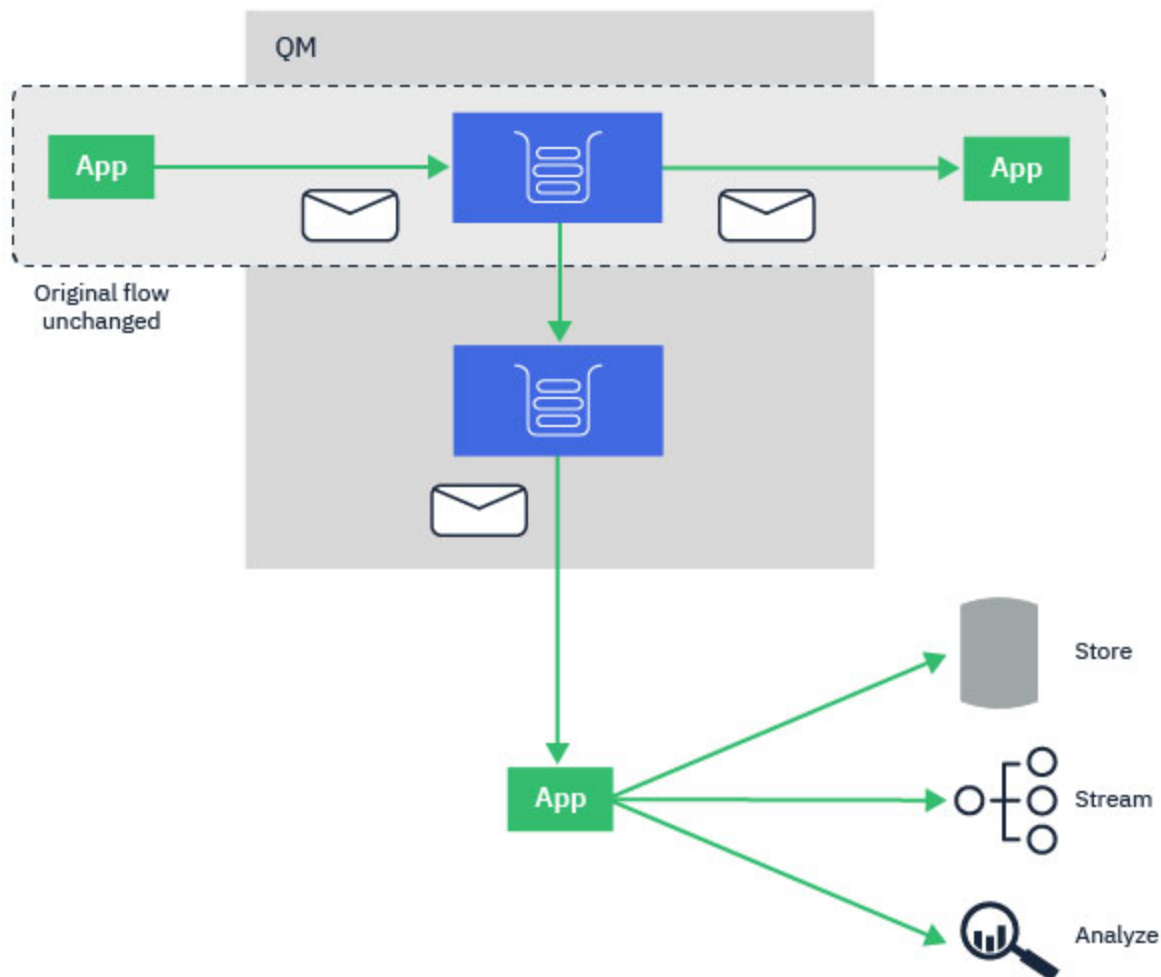 QM
App
App
Original flow
unchanged
App
Store
Stream
Analyze